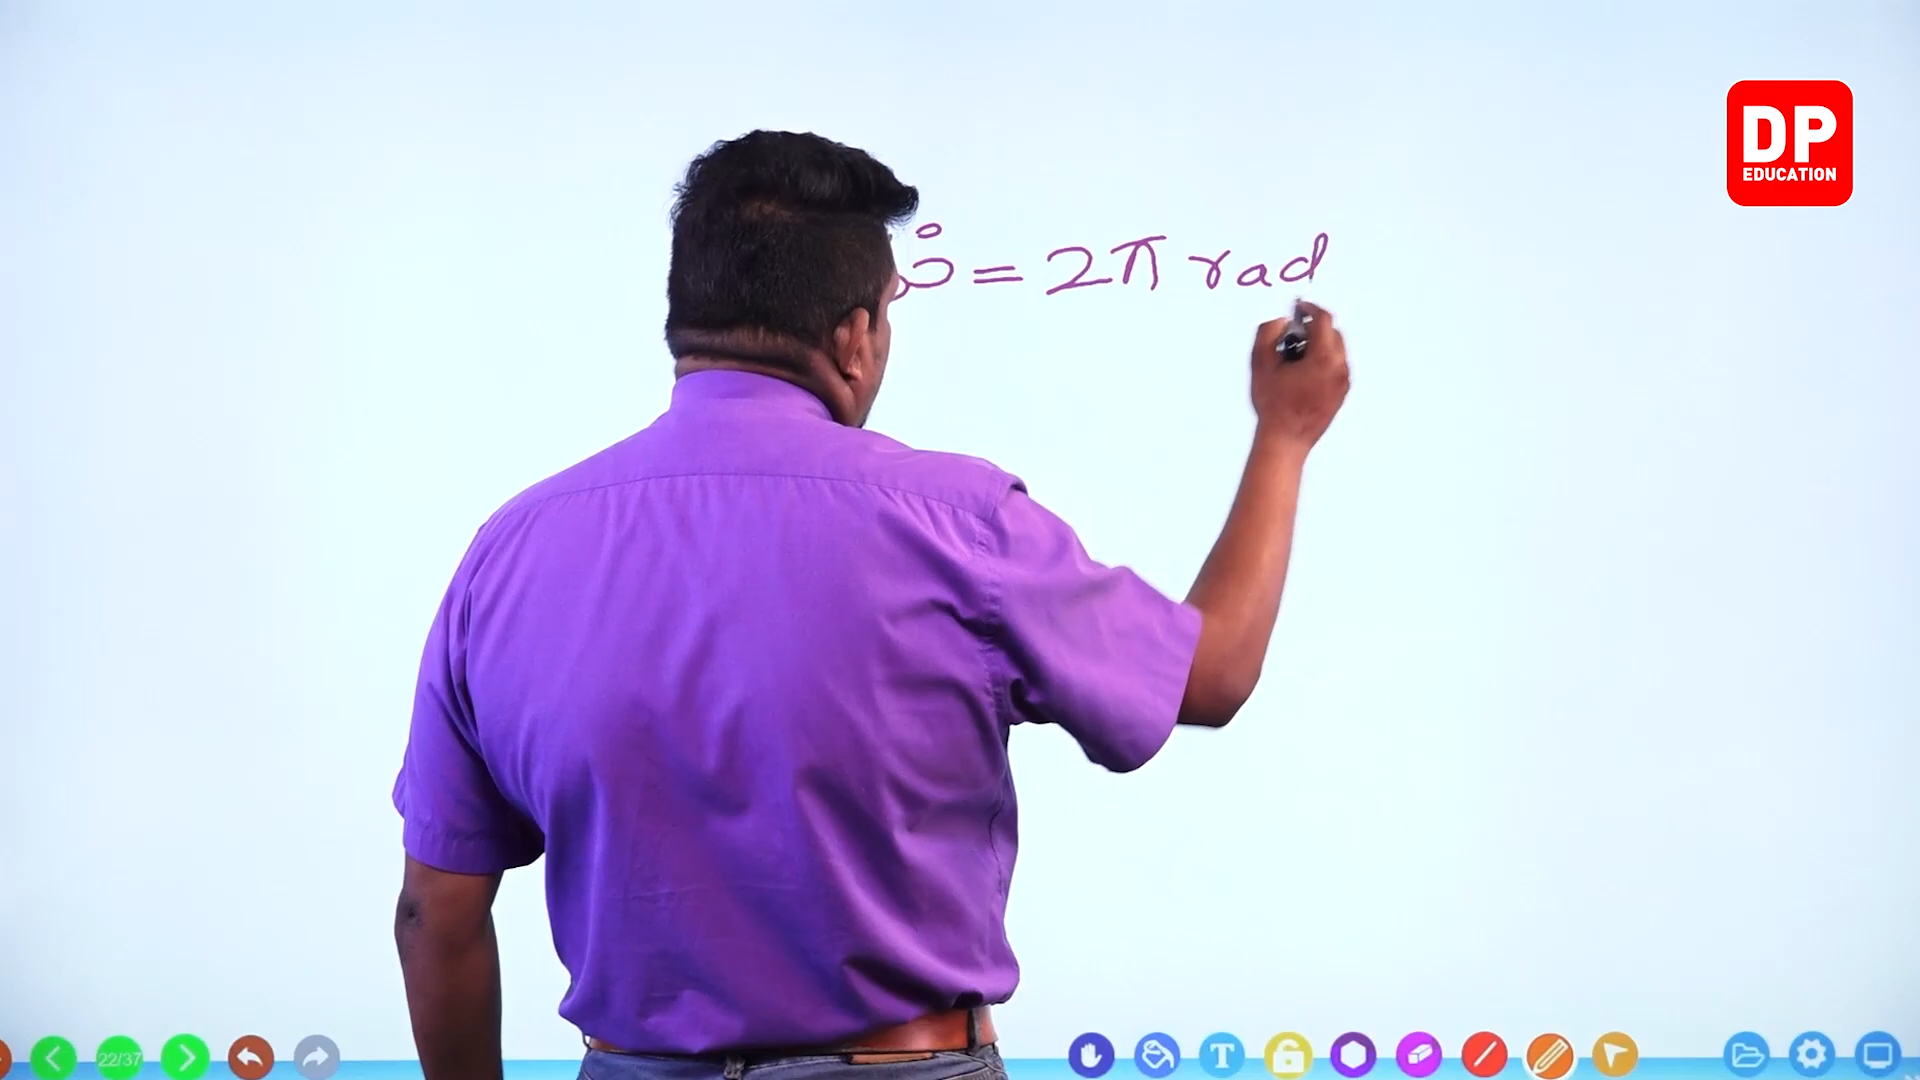 DP
EDUCATION
= 2π rad
22/37
T